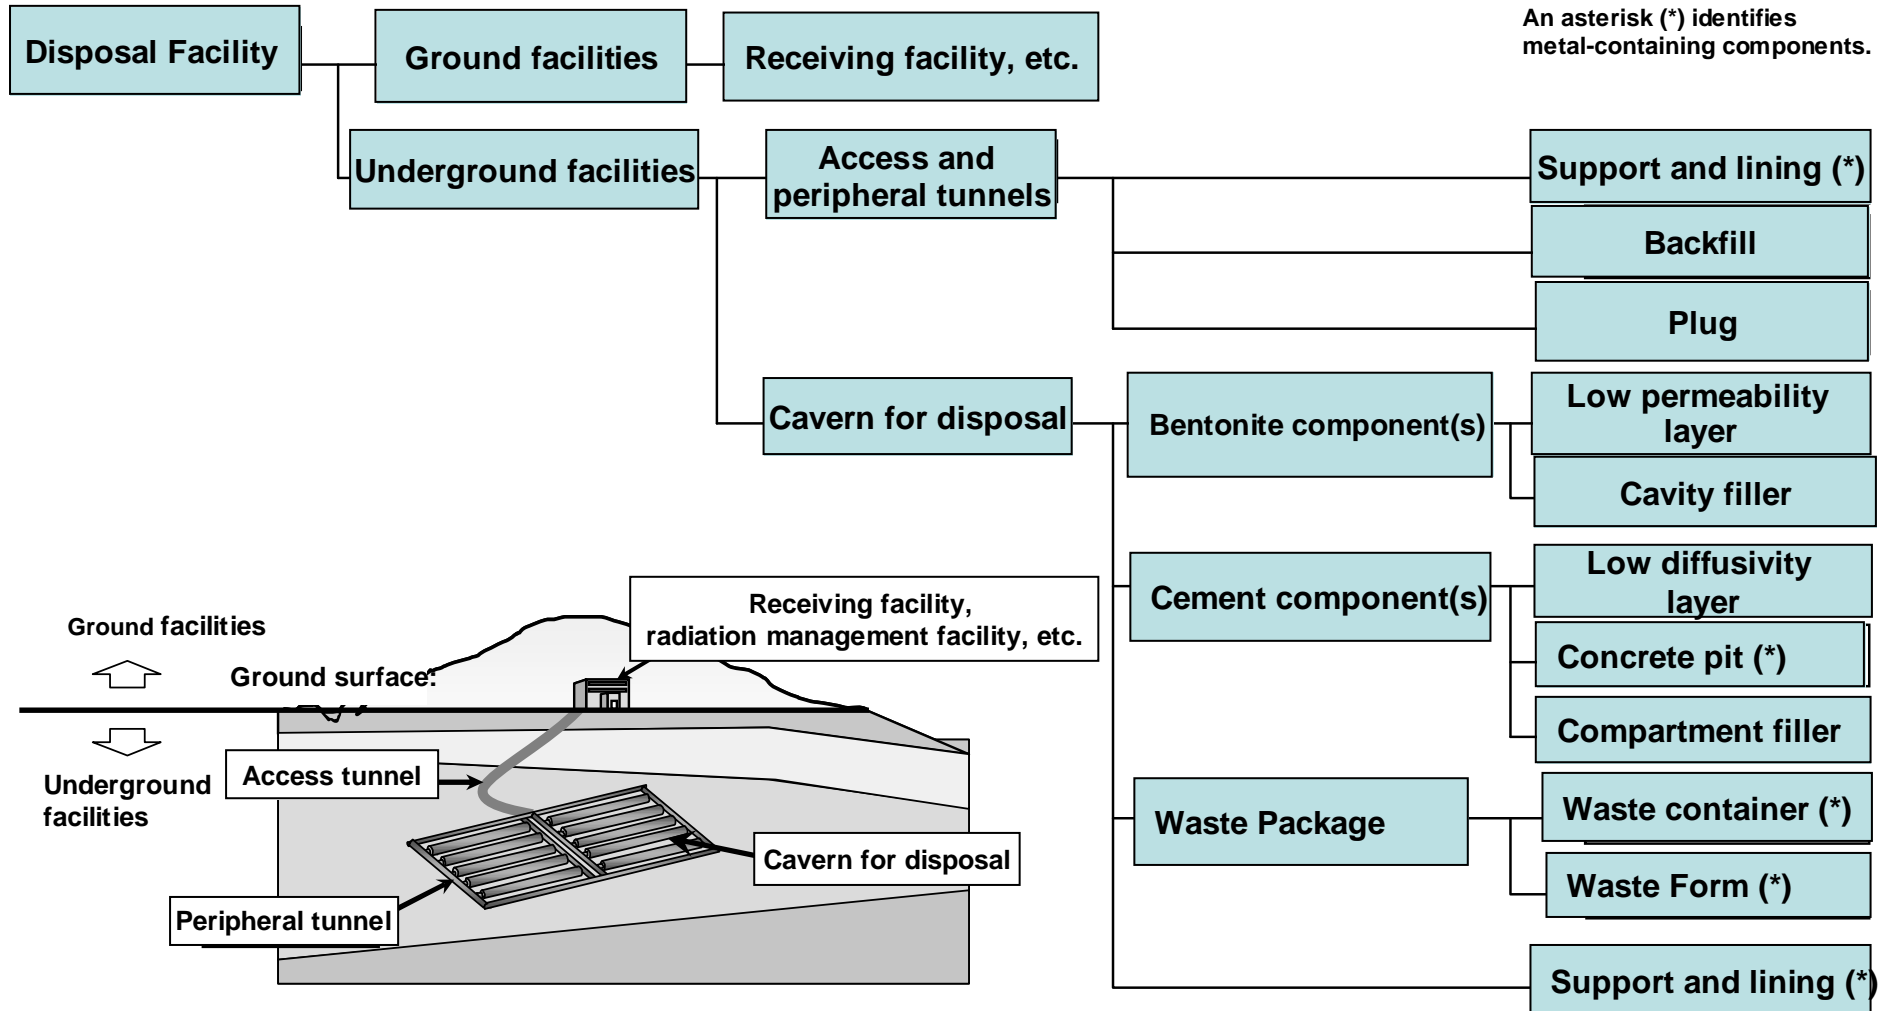 An asterisk (*) identifies
metal-containing components.
Disposal Facility
Ground facilities
Receiving facility, etc.
Underground facilities
Access and
peripheral tunnels
Support and lining (*)
Backfill
Plug
Cavern for disposal
Bentonite component(s)
Low permeability
layer
Cavity filler
Cement component(s)
Low diffusivity
layer
Concrete pit (*)
Compartment filler
Waste Package
Waste container (*)
Waste Form (*)
Support and lining (*)
Receiving facility,
radiation management facility, etc.
Ground facilities
Ground surface:
Underground
facilities
Access tunnel
Cavern for disposal
Peripheral tunnel